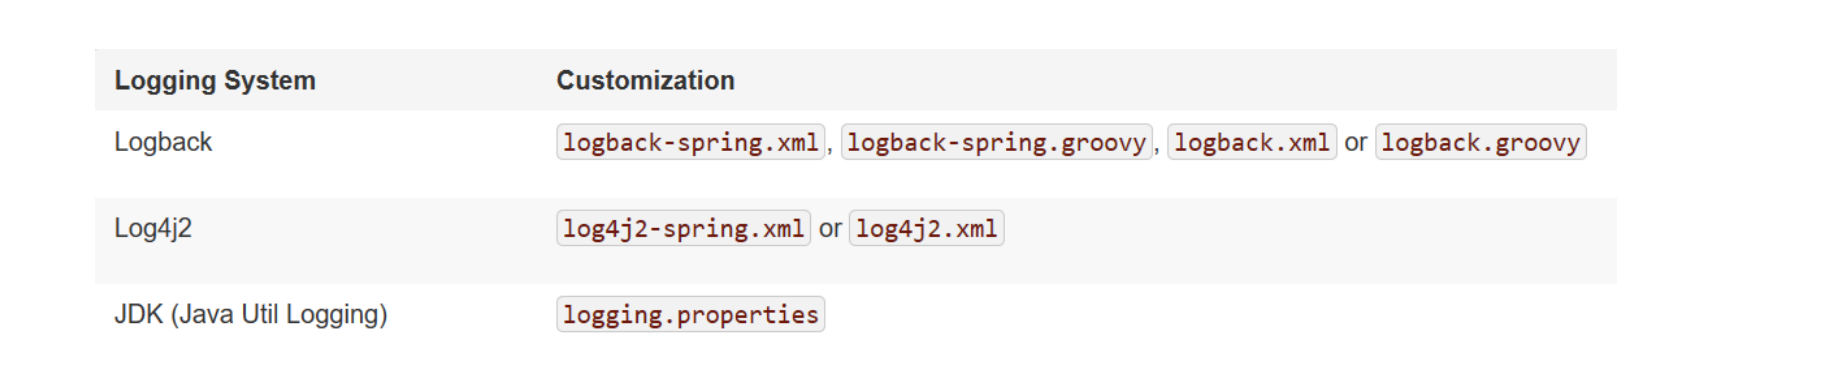 Logging System Customization
Logback logback-spring.xml, logback-spring.groovy, logback.xml or logback.groovy
Log4j2 log4j2-spring.xml or log4j2.xml
JDK (Java Util Logging) logging.properties